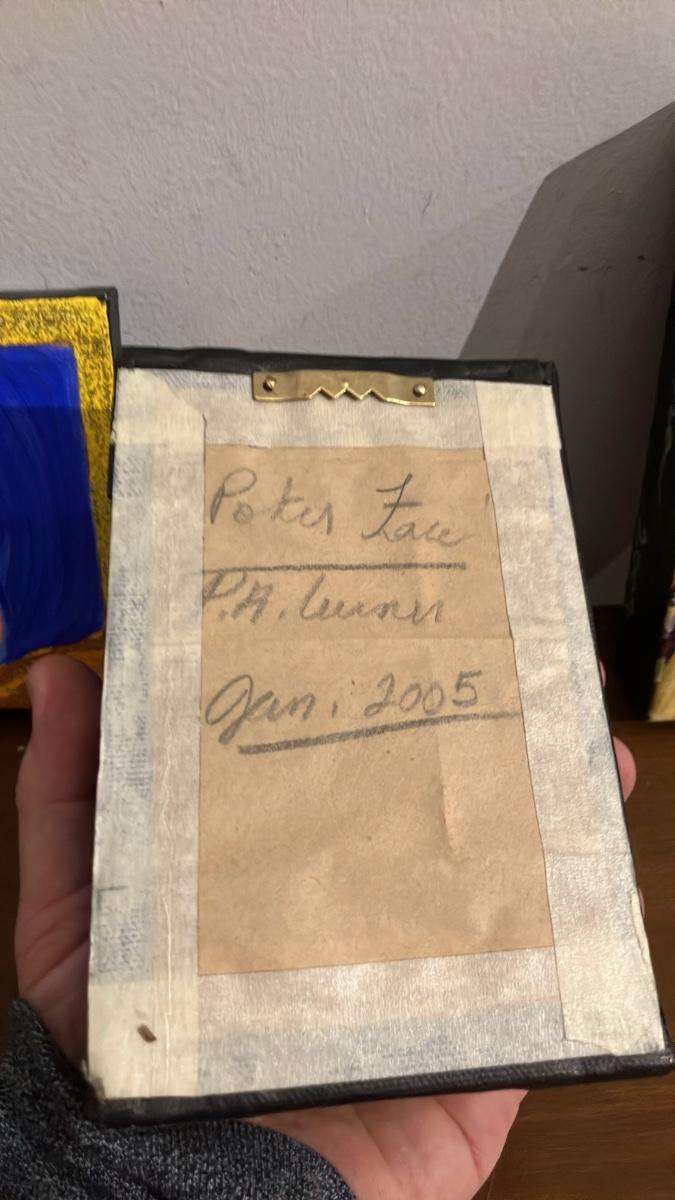 Poker Face
P.A.
Jan. 2005